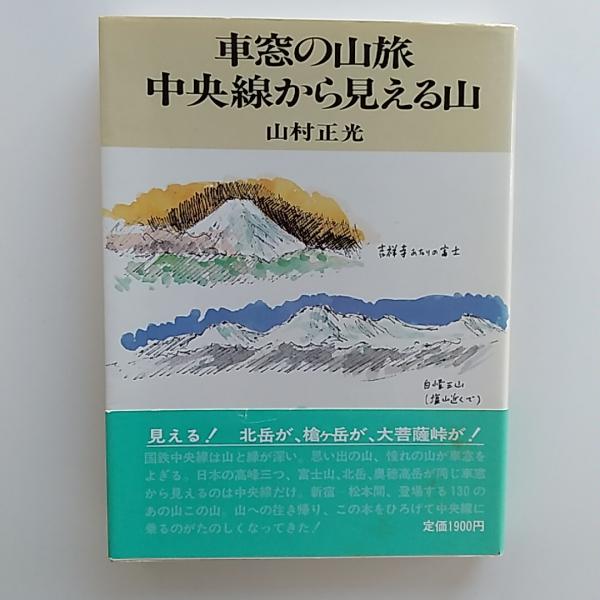 車窓の山旅
中央線から見える山
山村正光
吉祥寺あたりの富士
白峰三山
(塩山近くで)
見える! 北岳が、槍ヶ岳が、大菩薩峠が!
国鉄中央線は山と縁が深い。思い出の山、憧れの山が車窓を
よぎる。日本の高峰三つ、富士山、北岳、奥穂高岳が同じ車窓
から見えるのは中央線だけ。新宿―松本間、登場する130の
あの山この山。山への往き帰り、この本をひろげて中央線に
乗るのがたのしくなってきた!
定価1900円